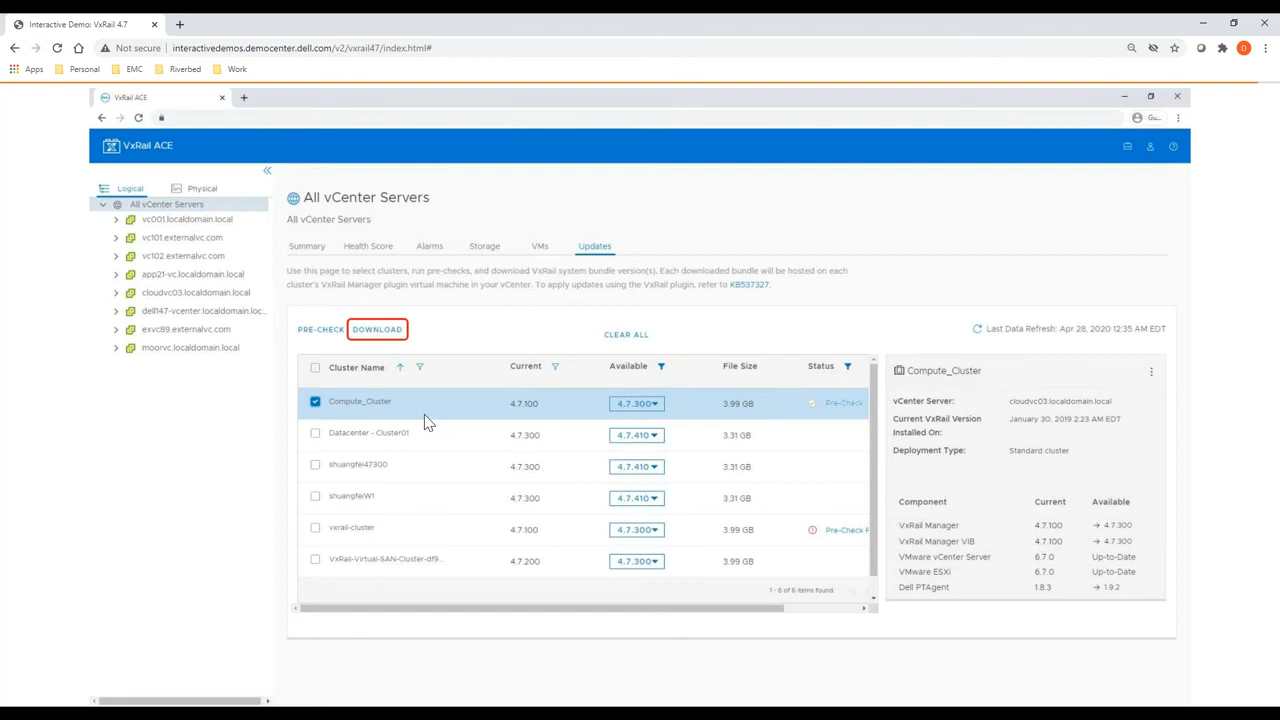 Interactive Demo: VxRail 4.7
Not secure interactivedemos.democenter.dell.com/v2/vxrail47/index.html#
D
Apps Personal EMC Riverbed Work
VxRail ACE
Gu...
VxRail ACE
Logical Physical
All vCenter Servers
vc001.localdomain.local
vc101.externalvc.com
vc102.externalvc.com
app21-vc.localdomain.local
cloudvc03.localdomain.local
dell147-vcenter.localdomain.loc...
exvc89.externalvc.com
moorvc.localdomain.local
All vCenter Servers
All vCenter Servers
Summary Health Score Alarms Storage VMs Updates
Use this page to select clusters, run pre-checks, and download VxRail system bundle version(s). Each downloaded bundle will be hosted on each
cluster's VxRail Manager plugin virtual machine in your vCenter. To apply updates using the VxRail plugin, refer to KB537327.
PRE-CHECK DOWNLOAD CLEAR ALL Last Data Refresh: Apr 28, 2020 12:35 AM EDT
Cluster Name Current Available File Size Status
Compute_Cluster 4.7.100 4.7.300 3.99 GB Pre-Check
Datacenter - Cluster01 4.7.300 4.7.410 3.31 GB
shuangfei47300 4.7.300 4.7.410 3.31 GB
shuangfeiW1 4.7.300 4.7.410 3.31 GB
vxrail-cluster 4.7.100 4.7.300 3.99 GB Pre-Check F
VxRail-Virtual-SAN-Cluster-df9... 4.7.200 4.7.300 3.99 GB
1 - 6 of 6 items found.
Compute_Cluster
vCenter Server: cloudvc03.localdomain.local
Current VxRail Version Installed On: January 30, 2019 2:23 AM EDT
Deployment Type: Standard cluster
Component Current Available
VxRail Manager 4.7.100 → 4.7.300
VxRail Manager VIB 4.7.100 → 4.7.300
VMware vCenter Server 6.7.0 Up-to-Date
VMware ESXi 6.7.0 Up-to-Date
Dell PTAgent 1.8.3 → 1.9.2